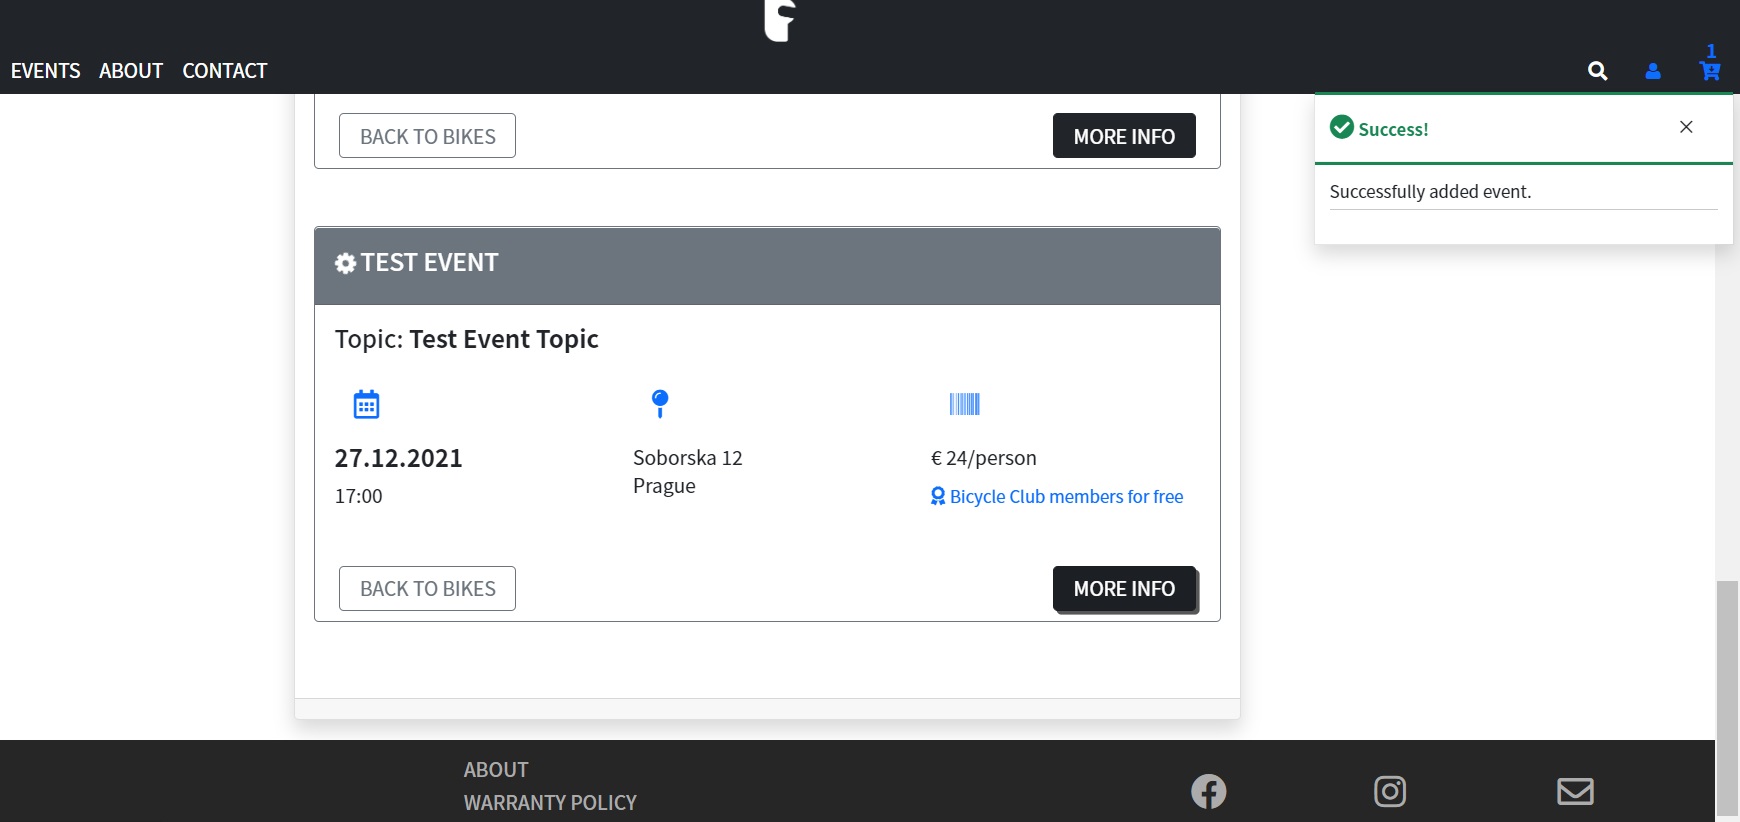 1
EVENTS ABOUT CONTACT
BACK TO BIKES MORE INFO
Success!
Successfully added event.
TEST EVENT
Topic: Test Event Topic
27.12.2021
17:00
Soborska 12
Prague
€ 24/person
Bicycle Club members for free
BACK TO BIKES MORE INFO
ABOUT
WARRANTY POLICY